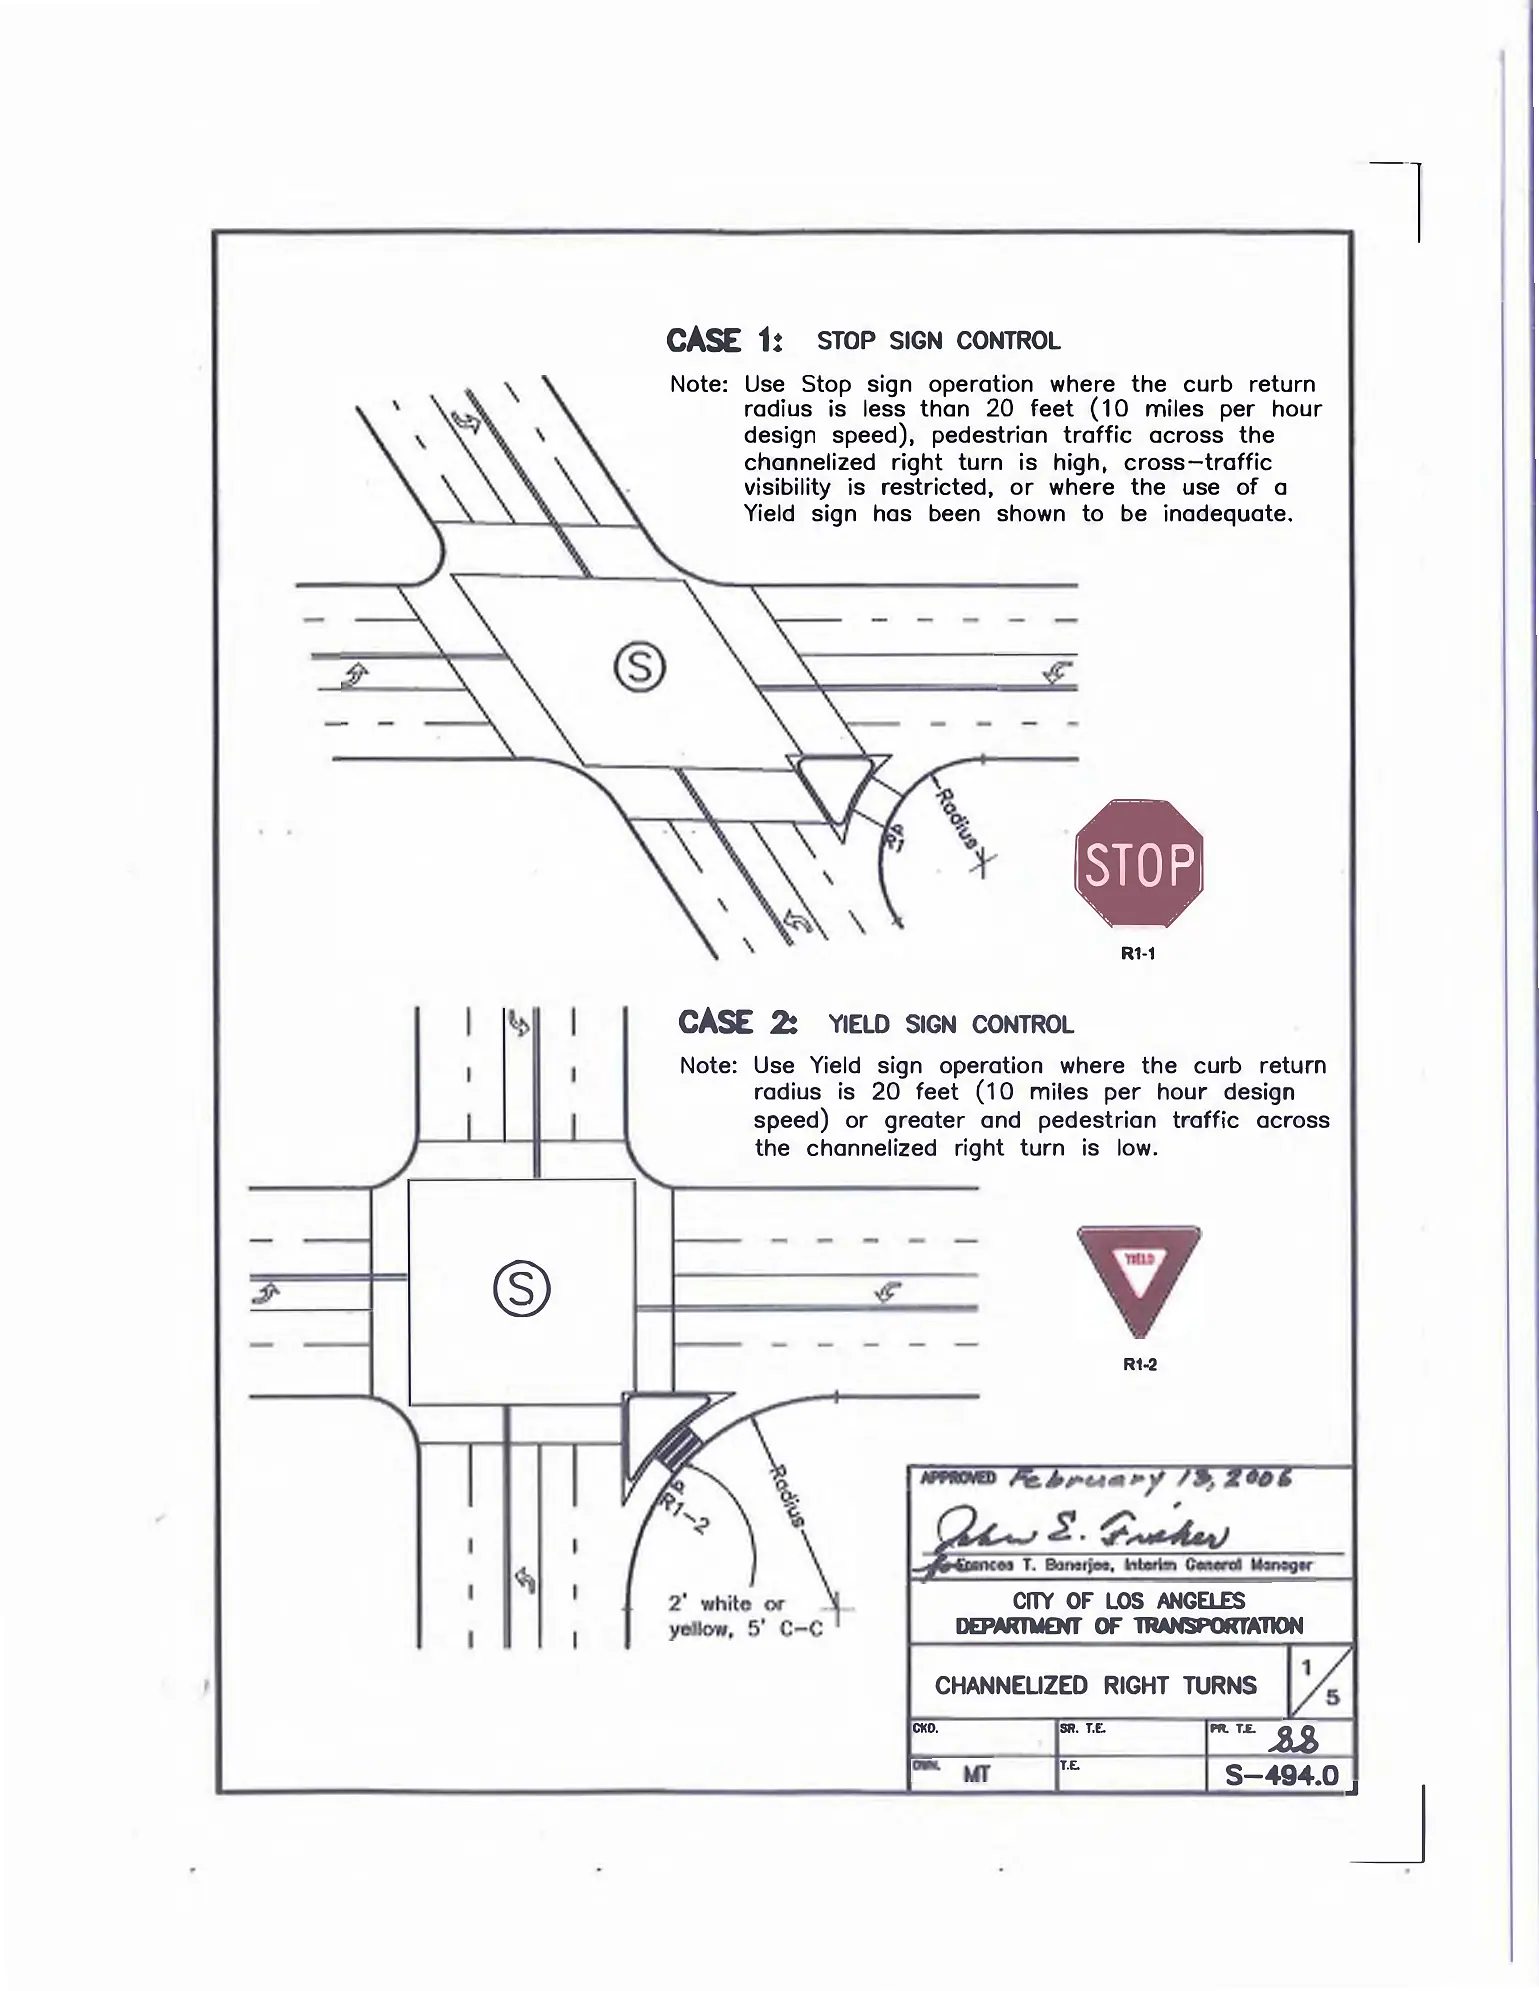 CASE 1: STOP SIGN CONTROL
Note: Use Stop sign operation where the curb return
radius is less than 20 feet (10 miles per hour
design speed), pedestrian traffic across the
channelized right turn is high, cross-traffic
visibility is restricted, or where the use of a
Yield sign has been shown to be inadequate.
S
Radius
STOP
R1-1
CASE 2: YIELD SIGN CONTROL
Note: Use Yield sign operation where the curb return
radius is 20 feet (10 miles per hour design
speed) or greater and pedestrian traffic across
the channelized right turn is low.
S
YIELD
R1-2
R1-2
Radius
2' white or
yellow, 5' C-C
APPROVED February 13, 2006
John E. Fisher
for Frances T. Banerjee, Interim General Manager
CITY OF LOS ANGELES
DEPARTMENT OF TRANSPORTATION
CHANNELIZED RIGHT TURNS
1/5
CKD.
SR. T.E.
PR. T.E.
DWN. MT
T.E.
S-494.0